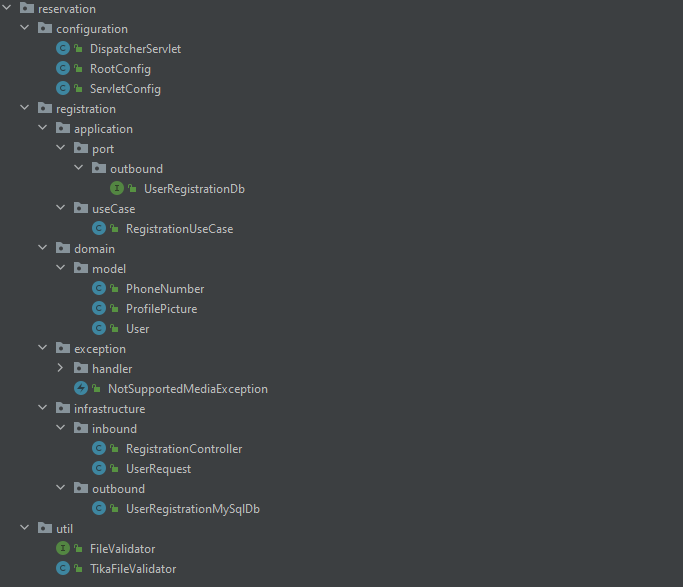 reservation
configuration
DispatcherServlet
RootConfig
ServletConfig
registration
application
port
outbound
UserRegistrationDb
useCase
RegistrationUseCase
domain
model
PhoneNumber
ProfilePicture
User
exception
handler
NotSupportedMediaException
infrastructure
inbound
RegistrationController
UserRequest
outbound
UserRegistrationMySqlDb
util
FileValidator
TikaFileValidator